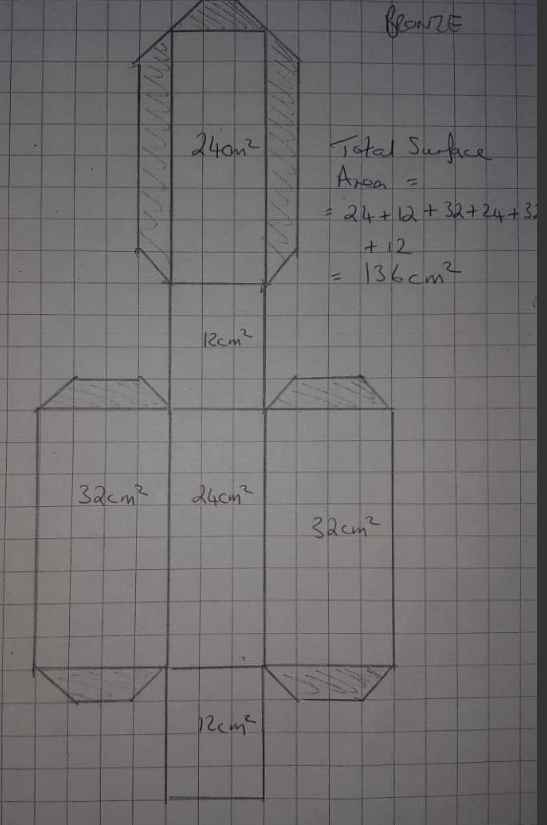 BRONZE
24cm²
Total Surface
Area =
= 24+12+32+24+32
+12
= 136cm²
12cm²
32cm²
24cm²
32cm²
12cm²